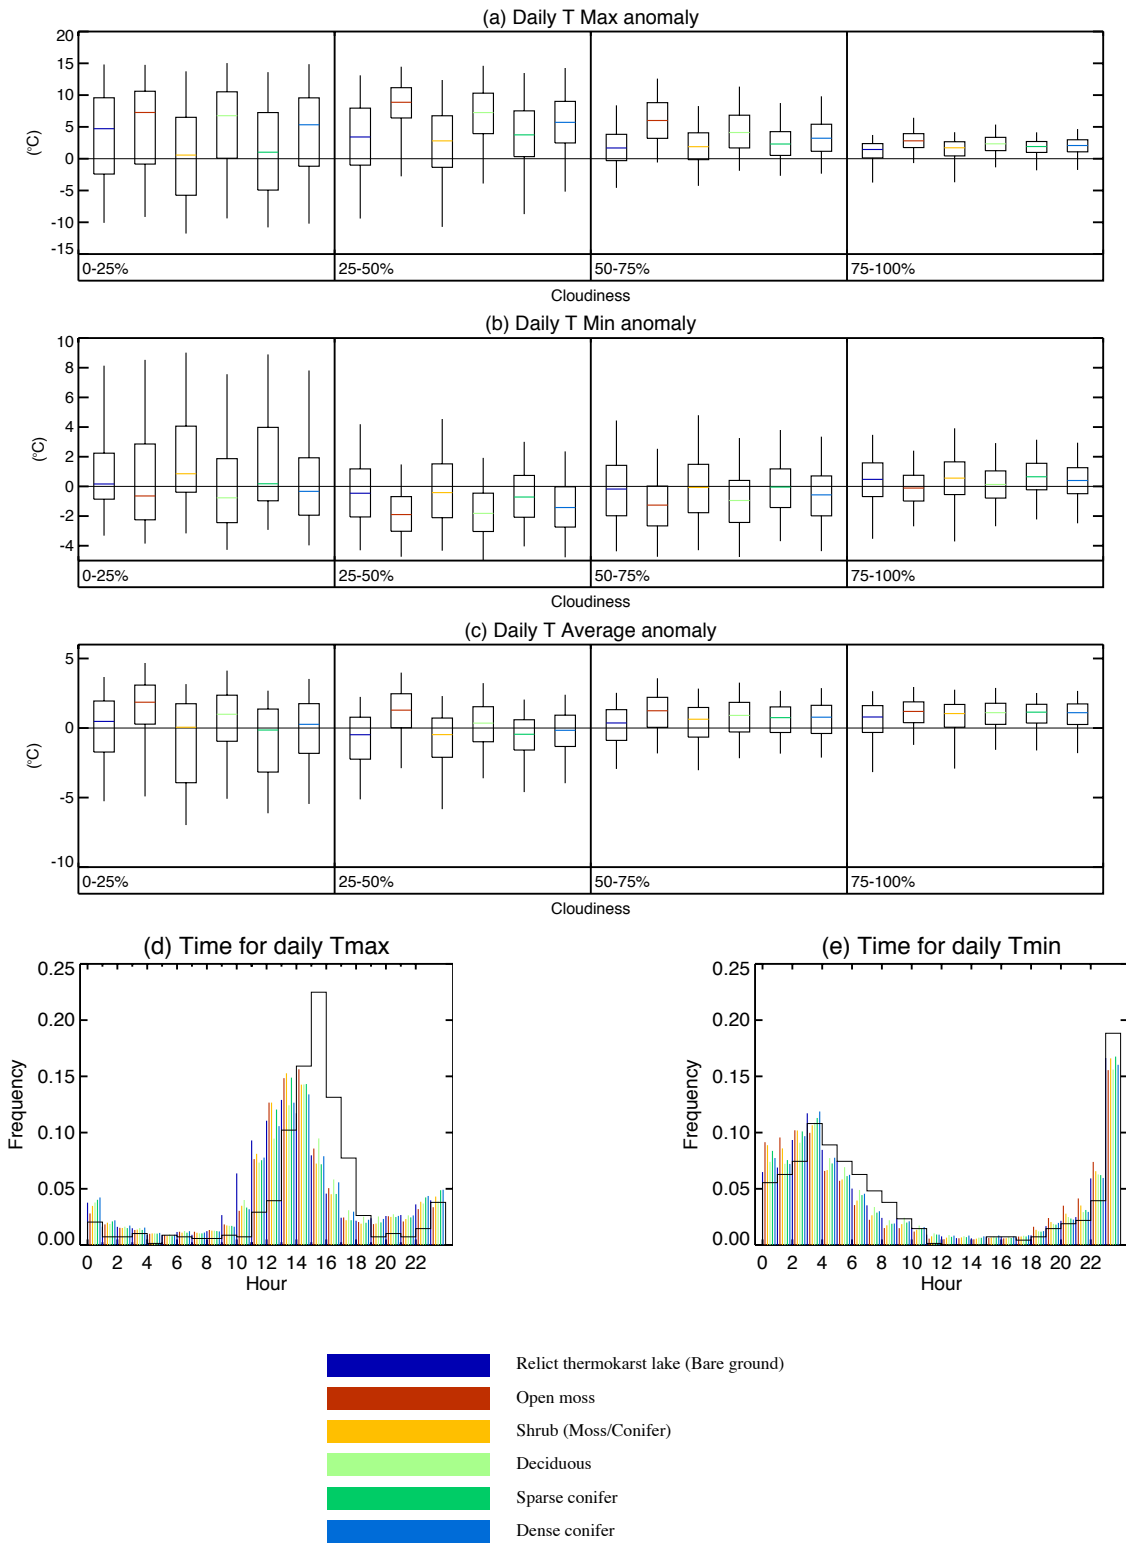 (a) Daily T Max anomaly
20
15
10
5
0
-5
-10
-15
(°C)
0-25% 25-50% 50-75% 75-100%
Cloudiness
(b) Daily T Min anomaly
10
8
6
4
2
0
-2
-4
(°C)
0-25% 25-50% 50-75% 75-100%
Cloudiness
(c) Daily T Average anomaly
5
0
-5
-10
(°C)
0-25% 25-50% 50-75% 75-100%
Cloudiness
(d) Time for daily Tmax
0.25
0.20
0.15
0.10
0.05
0.00
Frequency
0 2 4 6 8 10 12 14 16 18 20 22
Hour
(e) Time for daily Tmin
0.25
0.20
0.15
0.10
0.05
0.00
Frequency
0 2 4 6 8 10 12 14 16 18 20 22
Hour
Relict thermokarst lake (Bare ground)
Open moss
Shrub (Moss/Conifer)
Deciduous
Sparse conifer
Dense conifer